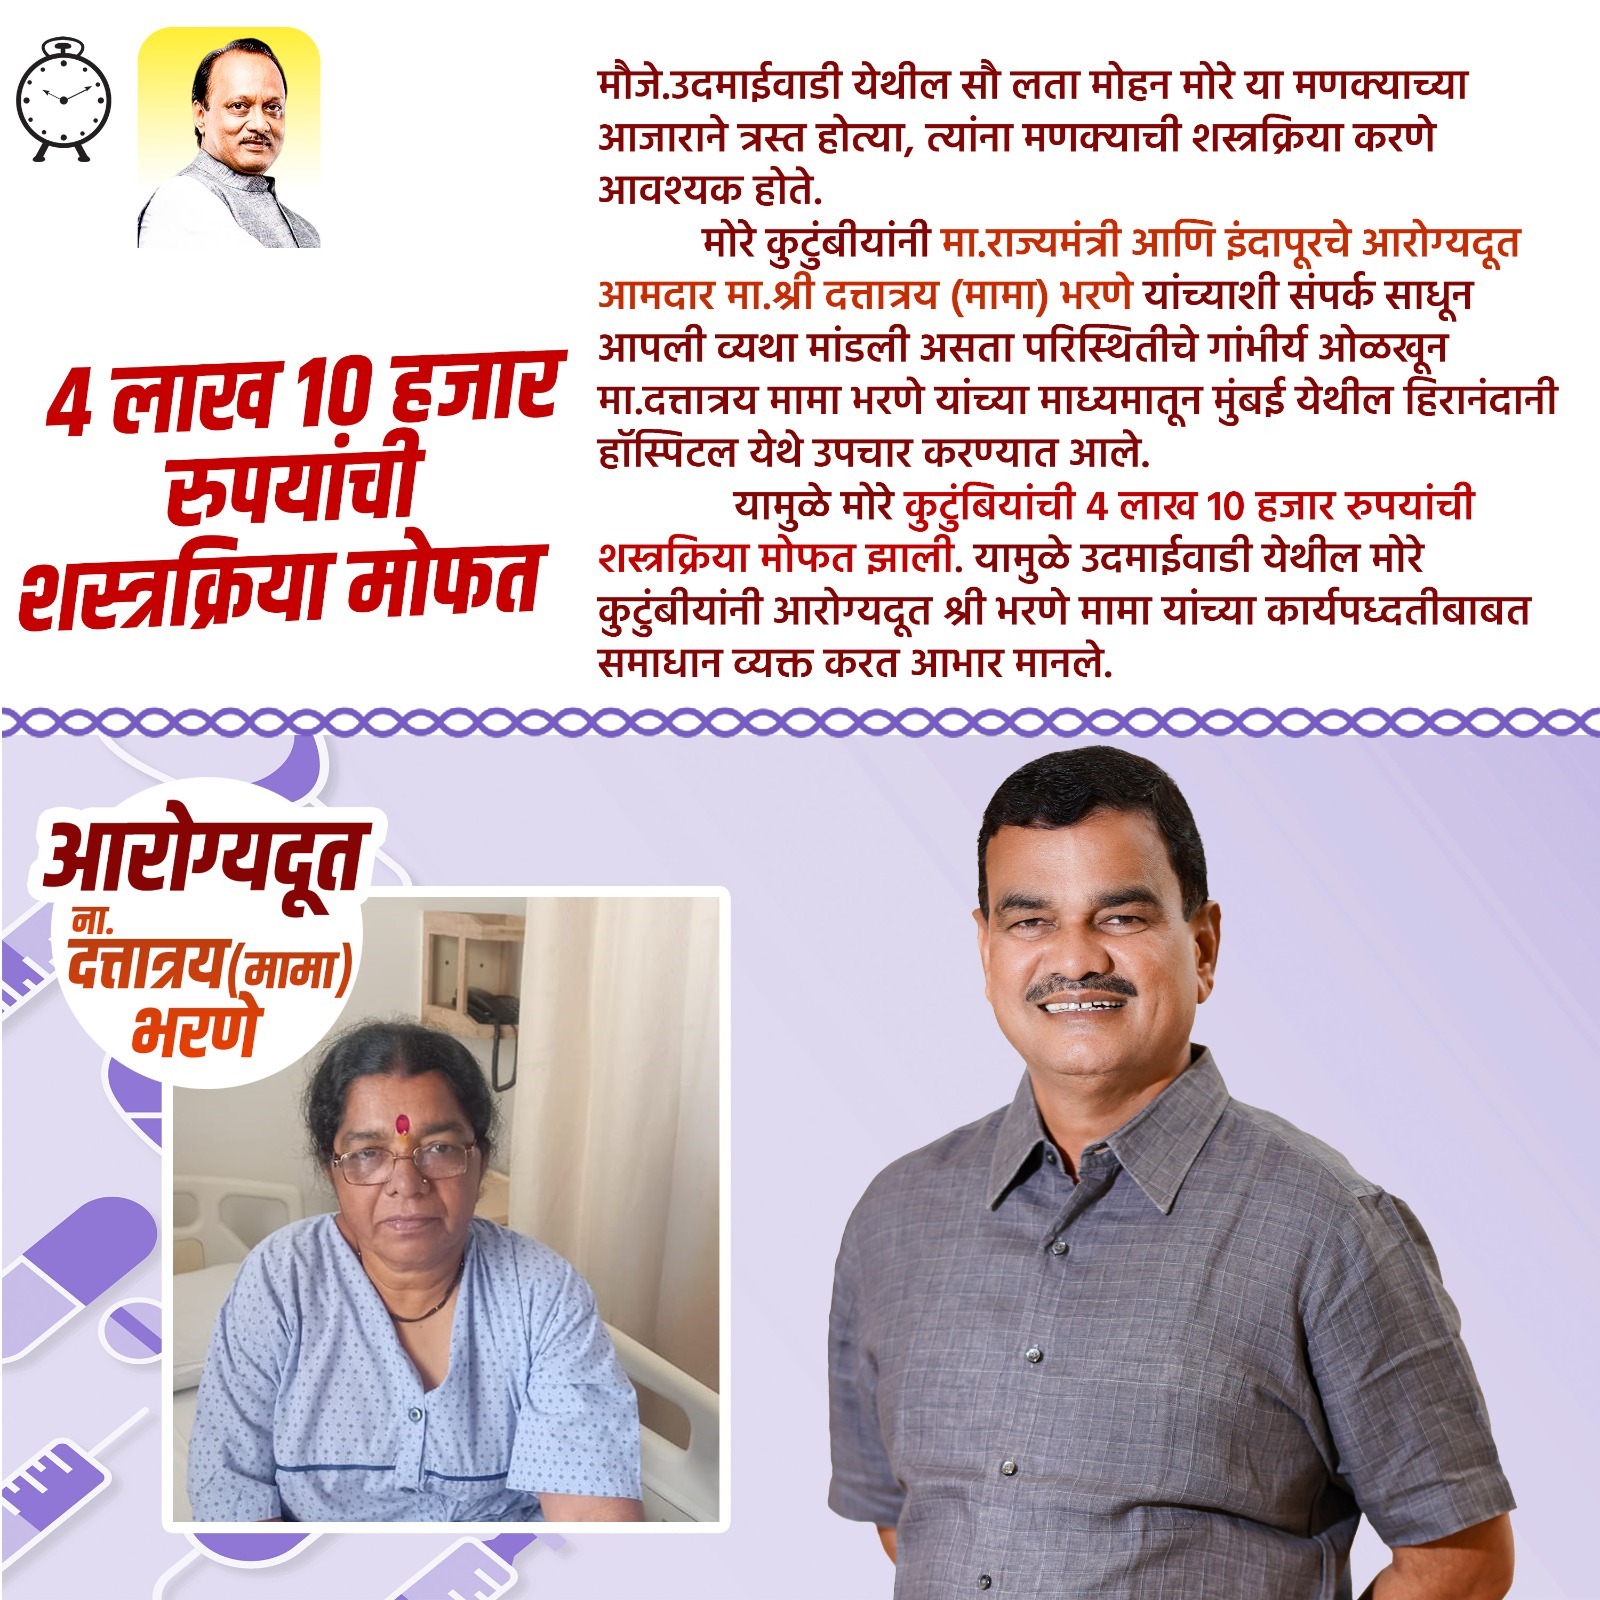 मौजे.उदमाईवाडी येथील सौ लता मोहन मोरे या मणक्याच्या
आजाराने त्रस्त होत्या, त्यांना मणक्याची शस्त्रक्रिया करणे
आवश्यक होते.
मोरे कुटुंबीयांनी मा.राज्यमंत्री आणि इंदापूरचे आरोग्यदूत
आमदार मा.श्री दत्तात्रय (मामा) भरणे यांच्याशी संपर्क साधून
आपली व्यथा मांडली असता परिस्थितीचे गांभीर्य ओळखून
मा.दत्तात्रय मामा भरणे यांच्या माध्यमातून मुंबई येथील हिरानंदानी
हॉस्पिटल येथे उपचार करण्यात आले.
यामुळे मोरे कुटुंबियांची 4 लाख 10 हजार रुपयांची
शस्त्रक्रिया मोफत झाली. यामुळे उदमाईवाडी येथील मोरे
कुटुंबीयांनी आरोग्यदूत श्री भरणे मामा यांच्या कार्यपध्दतीबाबत
समाधान व्यक्त करत आभार मानले.
4 लाख 10 हजार
रुपयांची
शस्त्रक्रिया मोफत
आरोग्यदूत
ना.
दत्तात्रय(मामा)
भरणे